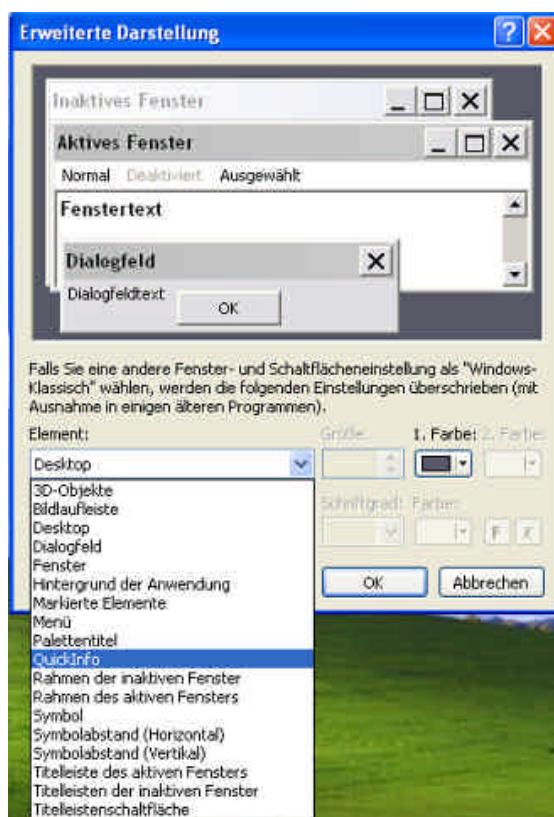 Erweiterte Darstellung
Inaktives Fenster
Aktives Fenster
Normal Deaktiviert Ausgewählt
Fenstertext
Dialogfeld
Dialogfeldtext
OK
Falls Sie eine andere Fenster- und Schaltflächeneinstellung als "Windows-
Klassisch" wählen, werden die folgenden Einstellungen überschrieben (mit
Ausnahme in einigen älteren Programmen).
Element: Größe: 1. Farbe: 2. Farbe:
Desktop
Schriftgrad: Farbe:
F K
OK Abbrechen
3D-Objekte
Bildlaufleiste
Desktop
Dialogfeld
Fenster
Hintergrund der Anwendung
Markierte Elemente
Menü
Palettentitel
QuickInfo
Rahmen der inaktiven Fenster
Rahmen des aktiven Fensters
Symbol
Symbolabstand (Horizontal)
Symbolabstand (Vertikal)
Titelleiste des aktiven Fensters
Titelleisten der inaktiven Fenster
Titelleistenschaltfläche